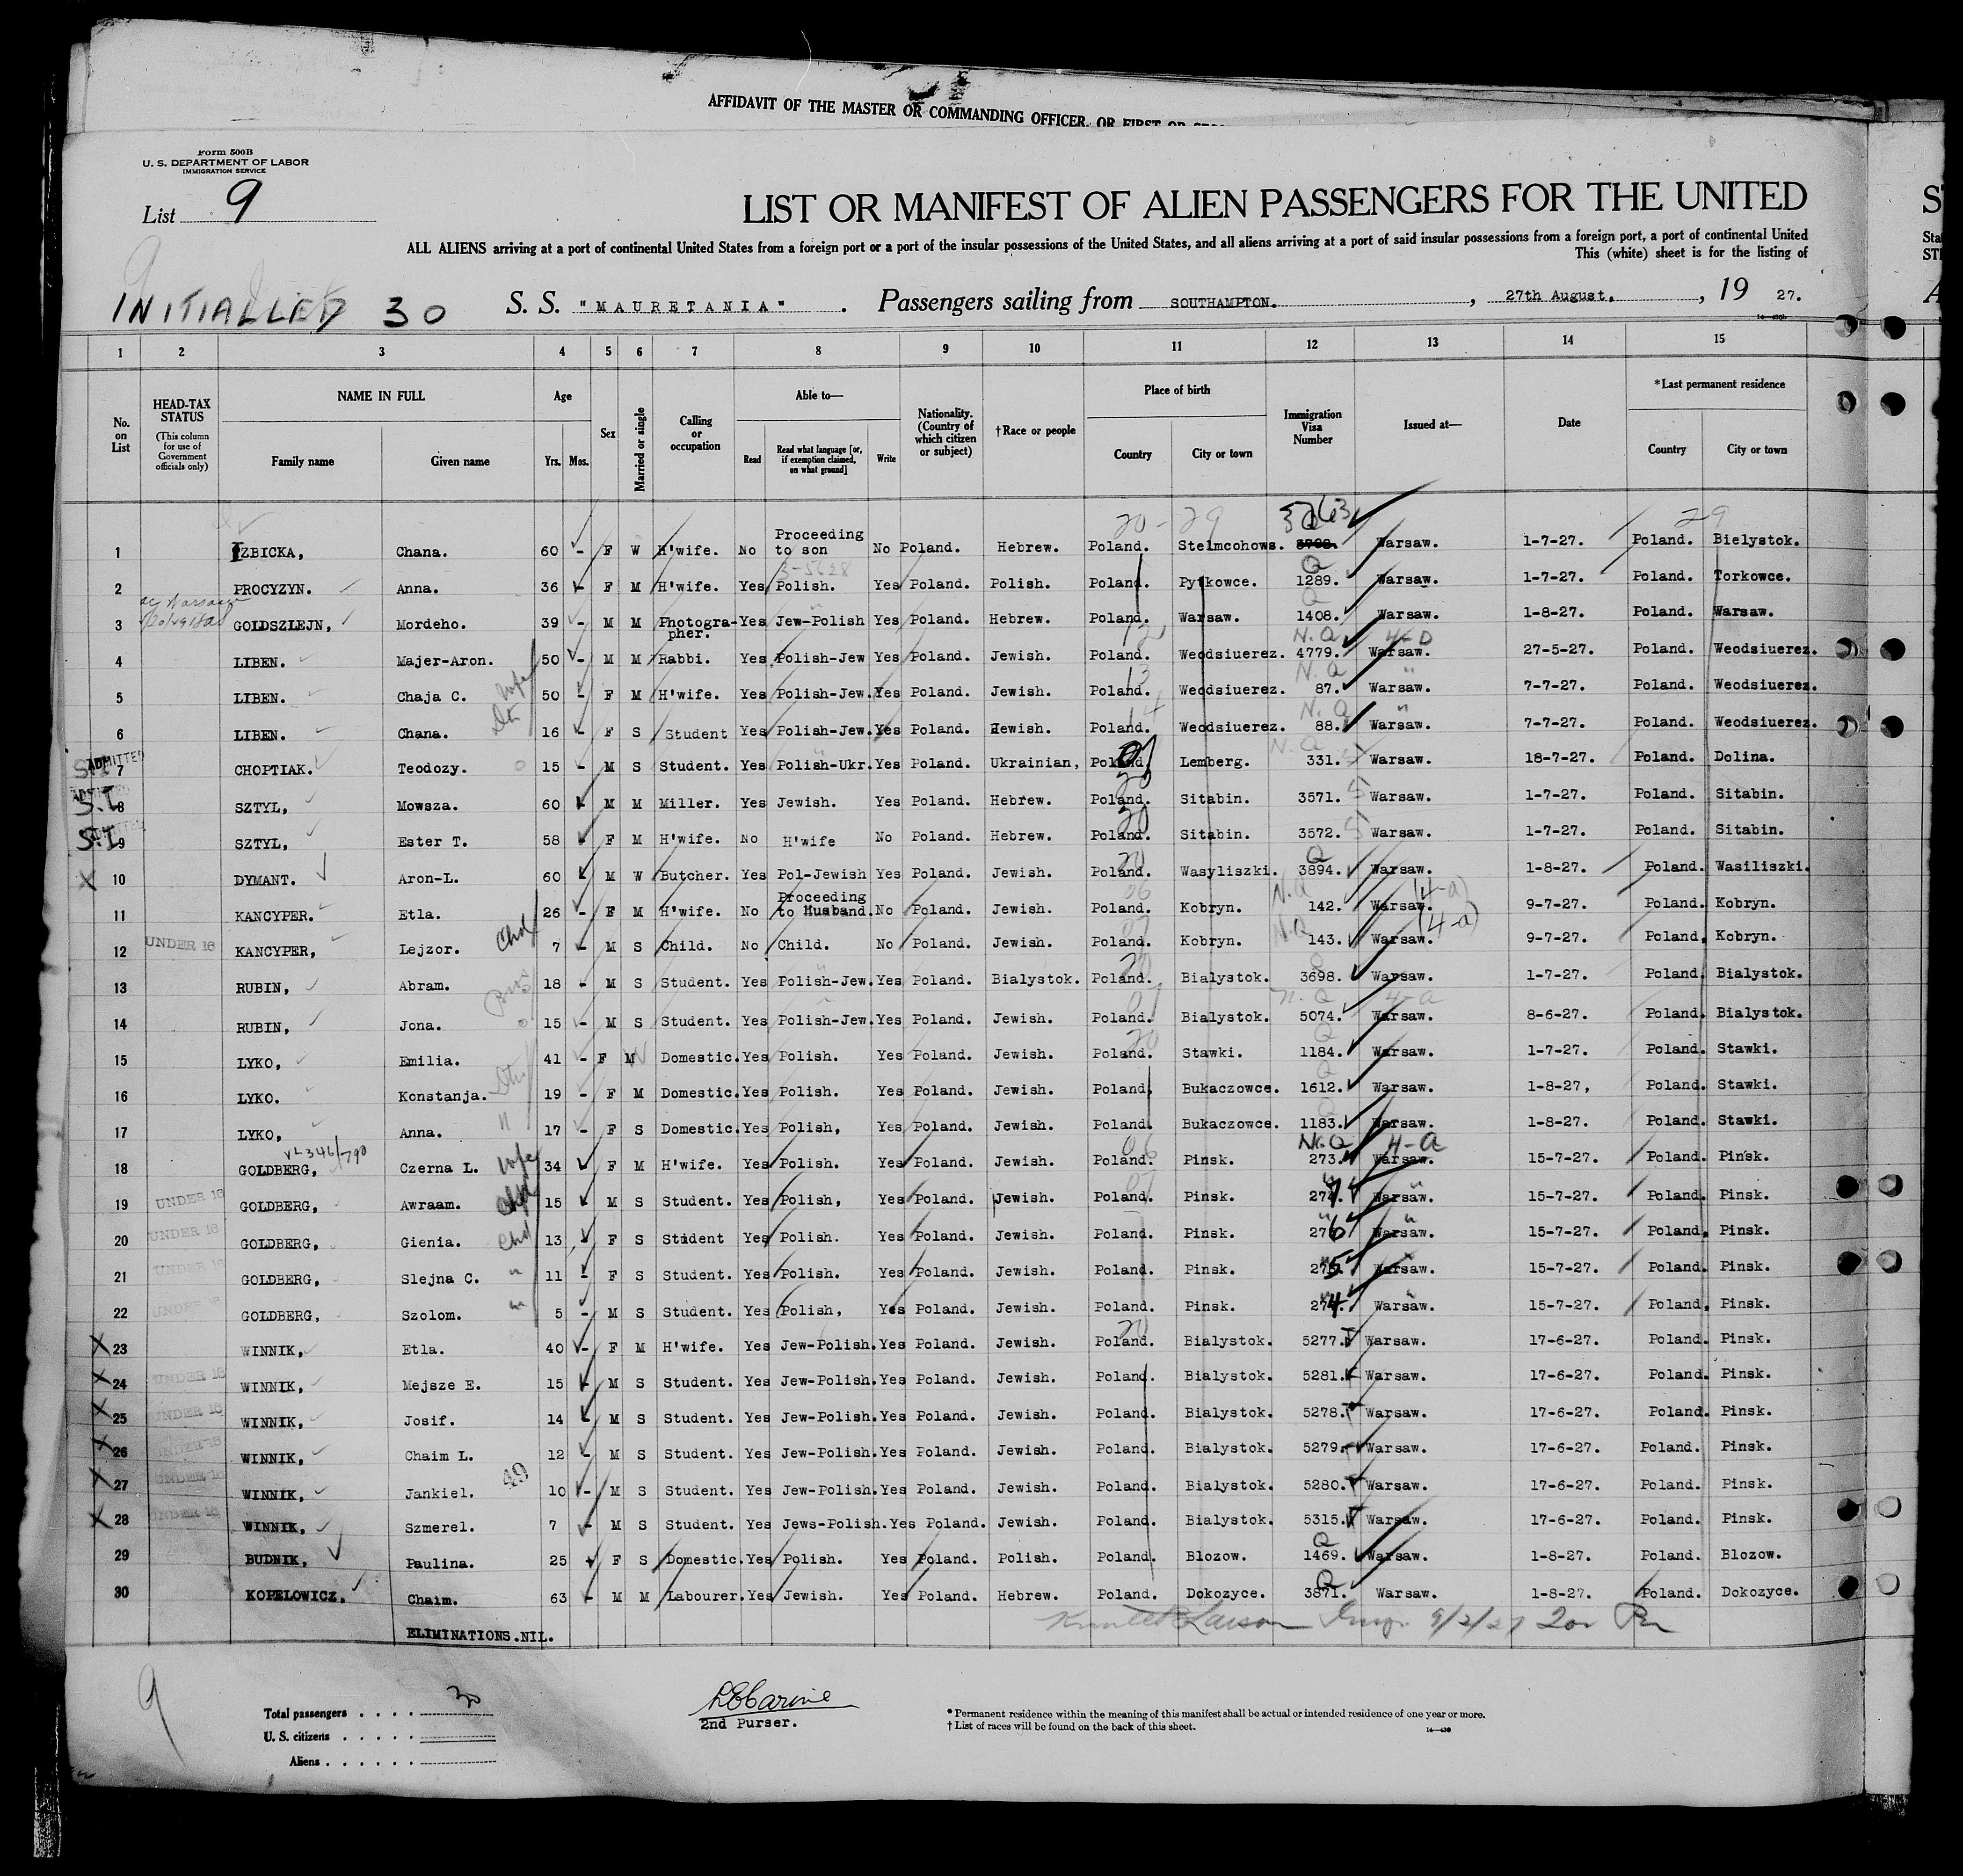 AFFIDAVIT OF THE MASTER OR COMMANDING OFFICER, OR FIRST OR
Form 500B
U. S. DEPARTMENT OF LABOR
IMMIGRATION SERVICE
List 9
LIST OR MANIFEST OF ALIEN PASSENGERS FOR THE UNITED
ALL ALIENS arriving at a port of continental United States from a foreign port or a port of the insular possessions of the United States, and all aliens arriving at a port of said insular possessions from a foreign port, a port of continental United
This (white) sheet is for the listing of
INITIALLED 30 S. S. "MAURETANIA". Passengers sailing from SOUTHAMPTON. , 27th August. , 19 27.
1 2 3 4 5 6 7 8 9 10 11 12 13 14 15
No. on List HEAD-TAX STATUS (This column for use of Government officials only) NAME IN FULL Family name Given name Age Yrs. Mos. Sex Married or single Calling or occupation Able to— Read Read what language [or, if exemption claimed, on what ground] Write Nationality. (Country of which citizen or subject) †Race or people Place of birth Country City or town Immigration Visa Number Issued at— Date *Last permanent residence Country City or town
20 - 29 3763 29
1 IZBICKA, Chana. 60 - F W H'wife. No Proceeding to son No Poland. Hebrew. Poland. Stelmcohows. Warsaw. 1-7-27. Poland. Bielystok.
2 PROCYZYN. Anna. 36 - F M H'wife. Yes Polish. Yes Poland. Polish. Poland. Pytkowce. 1289. Warsaw. 1-7-27. Poland. Torkowce.
3 GOLDSZLEJN, Mordeho. 39 - M M Photographer. Yes Jew-Polish Yes Poland. Hebrew. Poland. Warsaw. 1408. Warsaw. 1-8-27. Poland. Warsaw.
4 LIBEN. Majer-Aron. 50 - M M Rabbi. Yes Polish-Jew Yes Poland. Jewish. Poland. Weodsiuerez. 4779. Warsaw. 27-5-27. Poland. Weodsiuerez.
5 LIBEN. Chaja C. wife 50 - F M H'wife. Yes Polish-Jew. Yes Poland. Jewish. Poland. Weodsiuerez. 87. Warsaw. 7-7-27. Poland. Weodsiuerez.
6 LIBEN. Chana. 16 - F S Student Yes Polish-Jew. Yes Poland. Jewish. Poland. Weodsiuerez. 88. Warsaw. 7-7-27. Poland. Weodsiuerez.
ADMITTED S.I. 7 CHOPTIAK. Teodozy. 15 - M S Student. Yes Polish-Ukr. Yes Poland. Ukrainian, Poland. Lemberg. 331. Warsaw. 18-7-27. Poland. Dolina.
S.I. 8 SZTYL, Mowsza. 60 M M Miller. Yes Jewish. Yes Poland. Hebrew. Poland. Sitabin. 3571. Warsaw. 1-7-27. Poland. Sitabin.
S.I. 9 SZTYL, Ester T. 58 F M H'wife. No H'wife No Poland. Hebrew. Poland. Sitabin. 3572. Warsaw. 1-7-27. Poland. Sitabin.
X 10 DYMANT. Aron-L. 60 M W Butcher. Yes Pol-Jewish Yes Poland. Jewish. Poland. Wasyliszki. 3894. Warsaw. 1-8-27. Poland. Wasiliszki.
11 KANCYPER. Etla. 26 - F M H'wife. No Proceeding to Husband. No Poland. Jewish. Poland. Kobryn. 142. Warsaw. (4-a) 9-7-27. Poland. Kobryn.
12 UNDER 16 KANCYPER, Lejzor. Chd 7 - M S Child. No Child. No Poland. Jewish. Poland. Kobryn. 143. Warsaw. (4-a) 9-7-27. Poland. Kobryn.
13 RUBIN, Abram. 18 - M S Student. Yes Polish-Jew. Yes Poland. Bialystok. Poland. Bialystok. 3698. Warsaw. 1-7-27. Poland. Bialystok.
14 RUBIN, Jona. 15 - M S Student. Yes Polish-Jew. Yes Poland. Jewish. Poland. Bialystok. 5074. Warsaw. 8-6-27. Poland. Bialystok.
15 LYKO, Emilia. 41 - F M Domestic. Yes Polish. Yes Poland. Jewish. Poland. Stawki. 1184. Warsaw. 1-7-27. Poland. Stawki.
16 LYKO. Konstanja. 19 - F M Domestic. Yes Polish. Yes Poland. Jewish. Poland. Bukaczowce. 1612. Warsaw. 1-8-27, Poland. Stawki.
17 LYKO, Anna. 17 - F S Domestic. Yes Polish, Yes Poland. Jewish. Poland. Bukaczowce. 1183. Warsaw. 1-8-27. Poland. Stawki.
18 GOLDBERG, Czerna L. wife 34 F M H'wife. Yes Polish. Yes Poland. Jewish. Poland. Pinsk. N.Q 273. 4-a Warsaw. 15-7-27. Poland. Pinsk.
19 UNDER 16 GOLDBERG, Awraam. 15 M S Student. Yes Polish, Yes Poland. Jewish. Poland. Pinsk. 277 Warsaw. 15-7-27. Poland. Pinsk.
20 UNDER 16 GOLDBERG, Gienia. Chd 13 F S Student Yes Polish. Yes Poland. Jewish. Poland. Pinsk. 276 Warsaw. 15-7-27. Poland. Pinsk.
21 UNDER 16 GOLDBERG, Slejna C. " 11 - F S Student. Yes Polish. Yes Poland. Jewish. Poland. Pinsk. 275 Warsaw. 15-7-27. Poland. Pinsk.
22 UNDER 16 GOLDBERG, Szolom. " 5 - M S Student. Yes Polish, Yes Poland. Jewish. Poland. Pinsk. 274. Warsaw. 15-7-27. Poland. Pinsk.
X 23 WINNIK, Etla. 40 - F M H'wife. Yes Jew-Polish. Yes Poland. Jewish. Poland. Bialystok. 5277. Warsaw. 17-6-27. Poland. Pinsk.
X 24 UNDER 16 WINNIK, Mejsze E. 15 - M S Student. Yes Jew-Polish. Yes Poland. Jewish. Poland. Bialystok. 5281. Warsaw. 17-6-27. Poland. Pinsk.
X 25 UNDER 16 WINNIK, Josif. 14 - M S Student. Yes Jew-Polish. Yes Poland. Jewish. Poland. Bialystok. 5278. Warsaw. 17-6-27. Poland. Pinsk.
X 26 UNDER 16 WINNIK, Chaim L. 12 - M S Student. Yes Jew-Polish. Yes Poland. Jewish. Poland. Bialystok. 5279. Warsaw. 17-6-27. Poland. Pinsk.
X 27 UNDER 16 WINNIK, Jankiel. 49 10 - M S Student. Yes Jew-Polish. Yes Poland. Jewish. Poland. Bialystok. 5280. Warsaw. 17-6-27. Poland. Pinsk.
X 28 UNDER 16 WINNIK, Szmerel. 7 - M S Student. Yes Jews-Polish. Yes Poland. Jewish. Poland. Bialystok. 5315. Warsaw. 17-6-27. Poland. Pinsk.
29 BUDNIK, Paulina. 25 F S Domestic. Yes Polish. Yes Poland. Polish. Poland. Blozow. 1469. Warsaw. 1-8-27. Poland. Blozow.
30 KOPELOWICZ. Chaim. 63 - M M Labourer. Yes Jewish. Yes Poland. Hebrew. Poland. Dokozyce. 3871. Warsaw. 1-8-27. Poland. Dokozyce.
ELIMINATIONS.NIL. Larson 9/2/27
9
Total passengers . . . . 30
U. S. citizens . . . . .
Aliens . . . . . .
2nd Purser.
* Permanent residence within the meaning of this manifest shall be actual or intended residence of one year or more.
† List of races will be found on the back of this sheet.